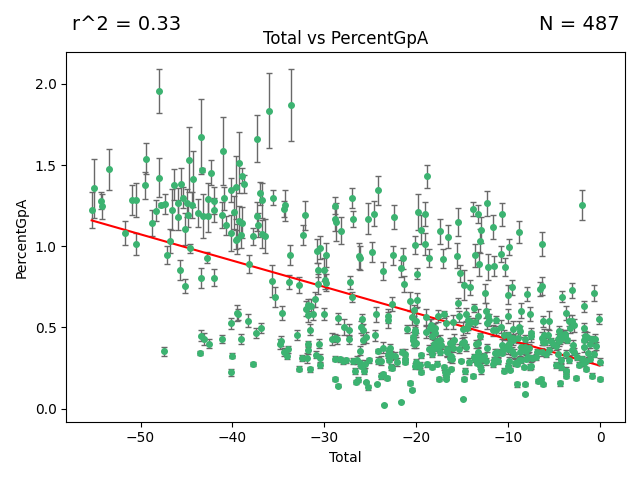 r^2 = 0.33 N = 487
Total vs PercentGpA
2.0
1.5
1.0
0.5
0.0
PercentGpA
−50 −40 −30 −20 −10 0
Total